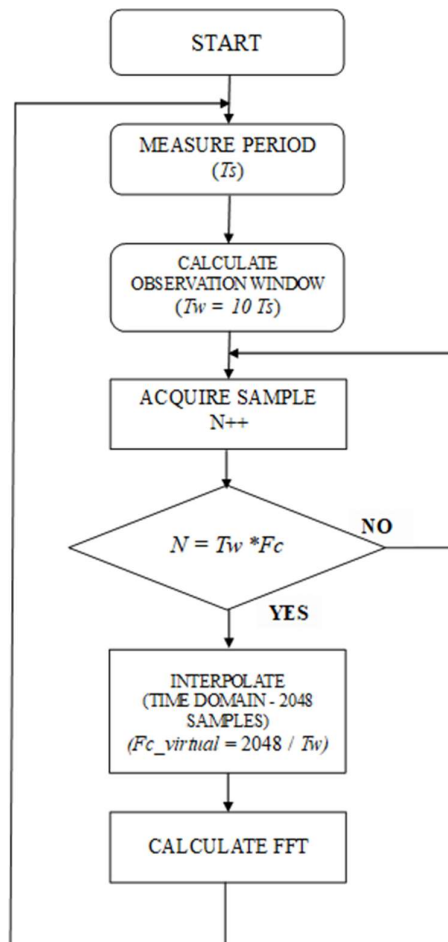 START
MEASURE PERIOD
(Ts)
CALCULATE
OBSERVATION WINDOW
(Tw = 10 Ts)
ACQUIRE SAMPLE
N++
N = Tw *Fc
NO
YES
INTERPOLATE
(TIME DOMAIN - 2048
SAMPLES)
(Fc_virtual = 2048 / Tw)
CALCULATE FFT